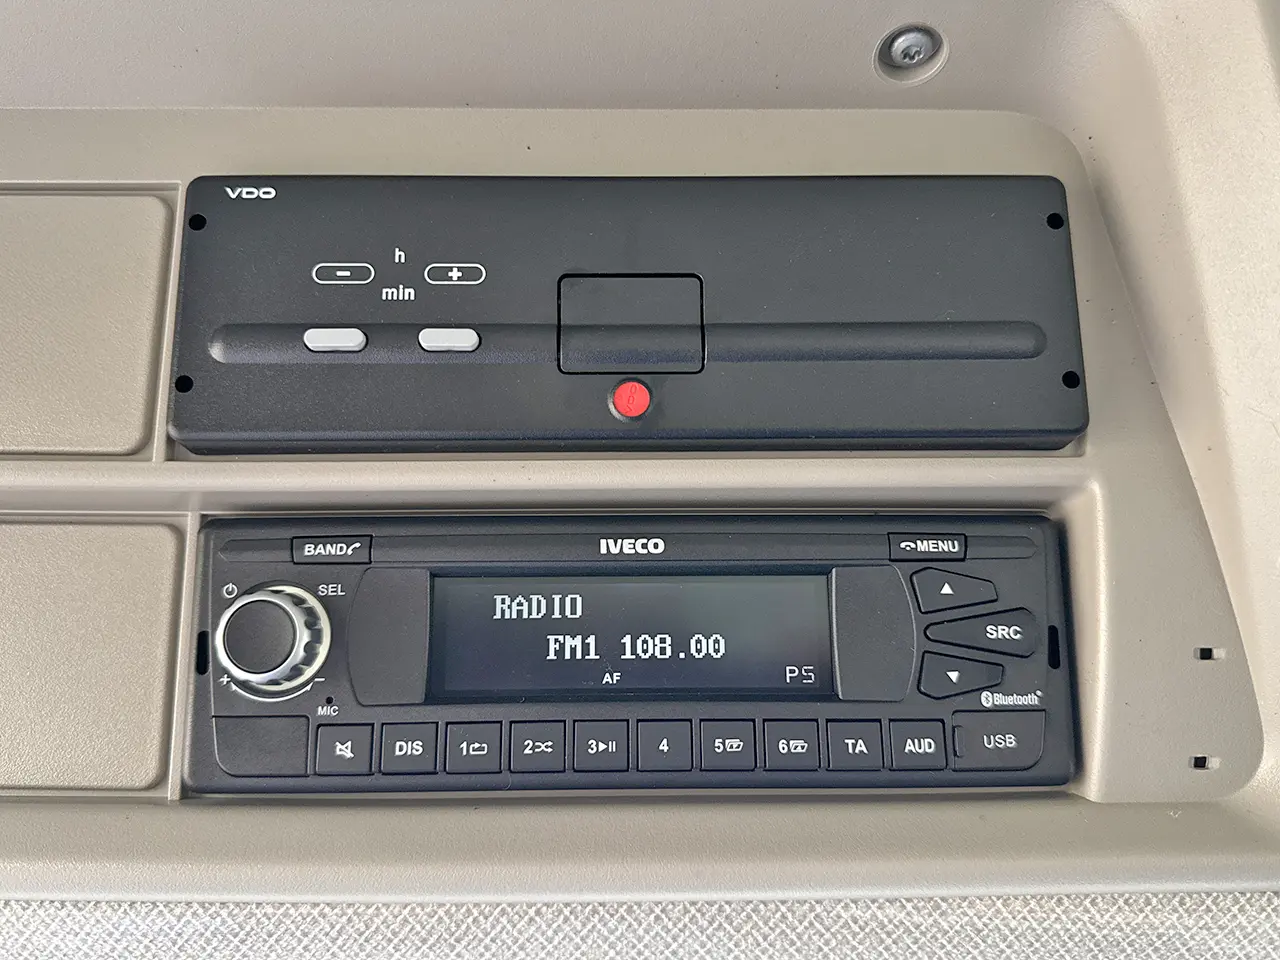 VDO
h
- +
min
BAND IVECO MENU
SEL
RADIO
FM1 108.00
AF
PS
SRC
+ -
MIC
Bluetooth
DIS 1 2 3 4 5 6 TA AUD USB